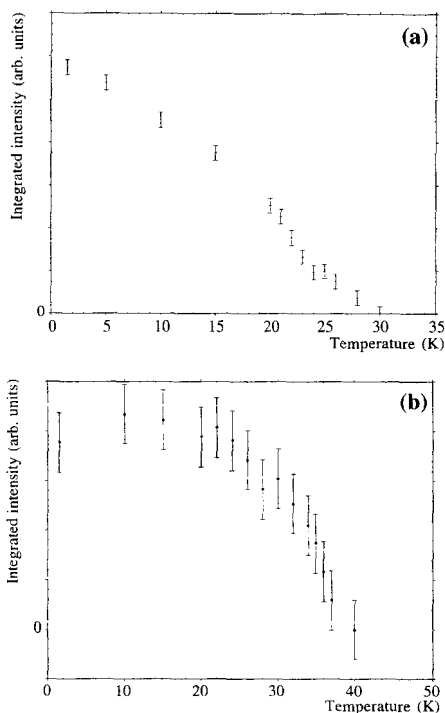 (a)
Integrated intensity (arb. units)
0
0 5 10 15 20 25 30 35
Temperature (K)
(b)
Integrated intensity (arb. units)
0
0 10 20 30 40 50
Temperature (K)